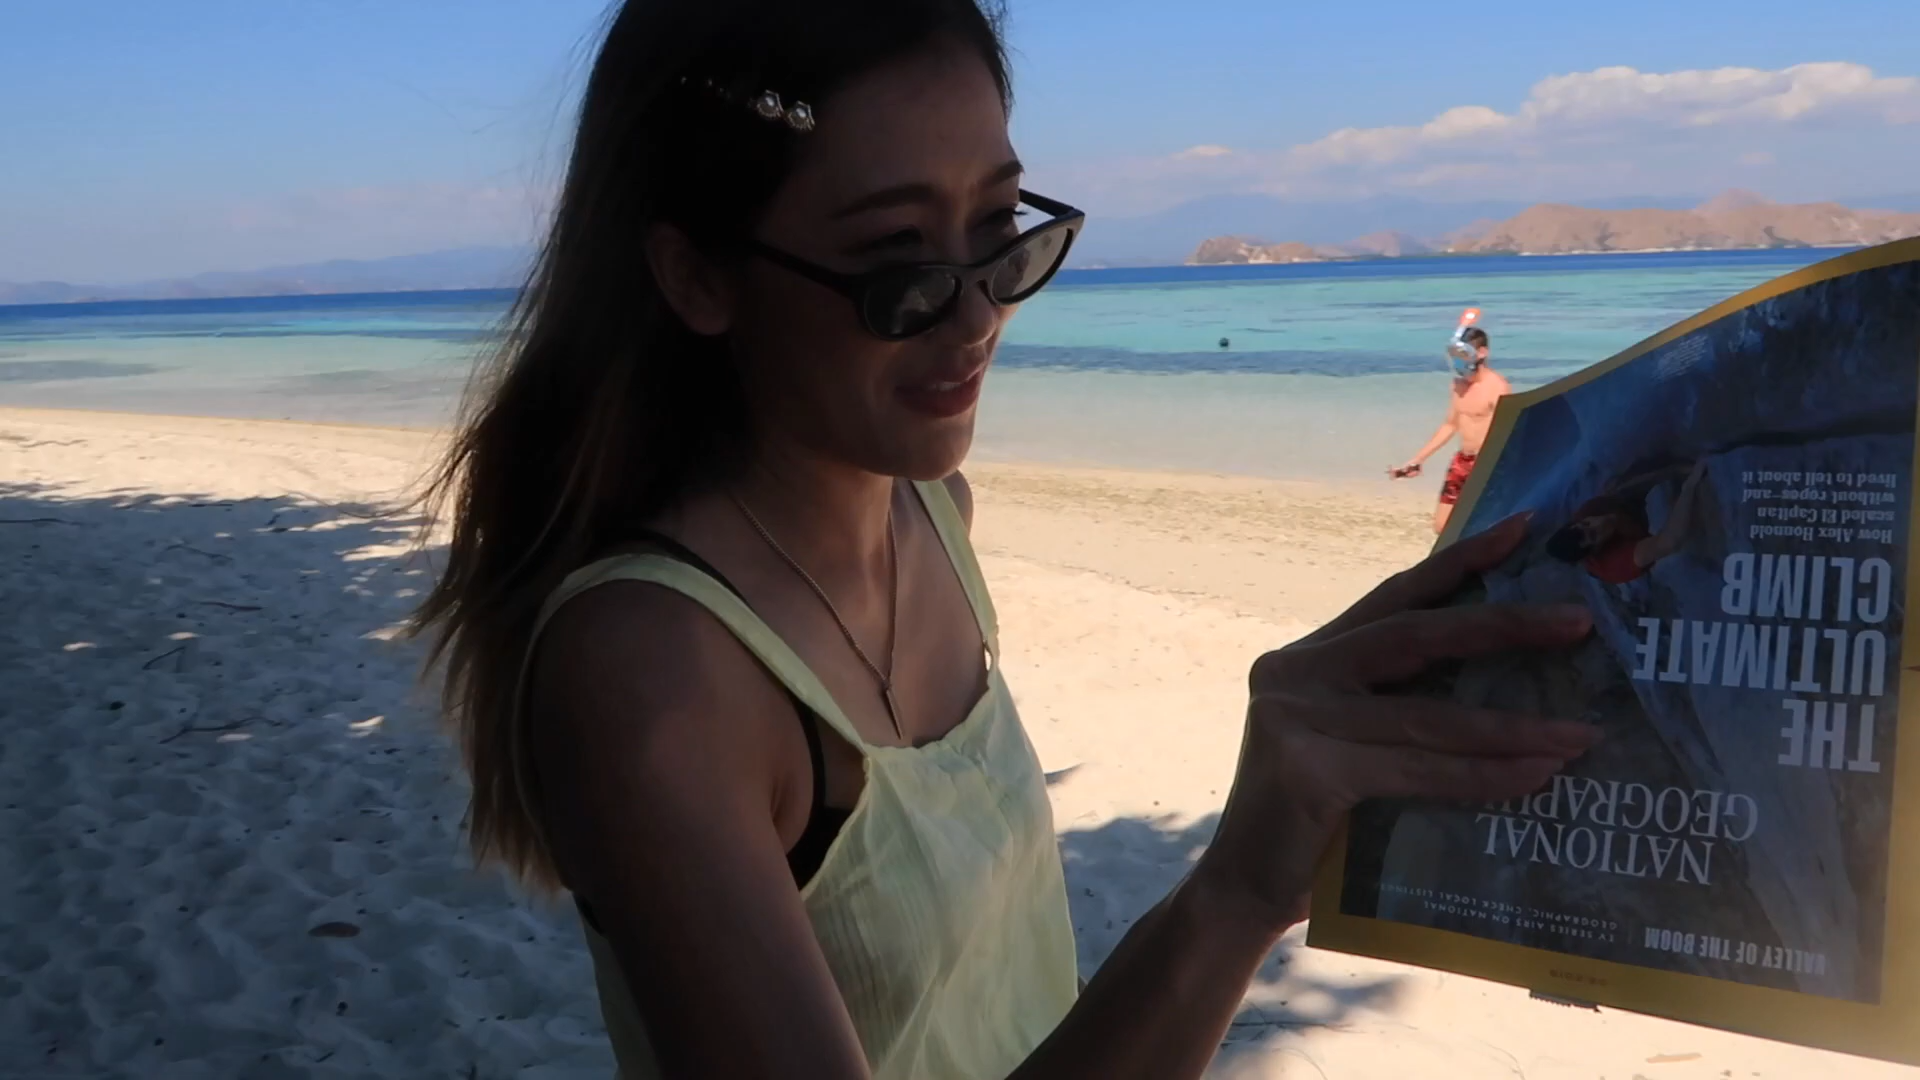 VALLEY OF THE BOOM
TV SERIES AIRS ON NATIONAL
GEOGRAPHIC. CHECK LOCAL LISTINGS
NATIONAL
GEOGRAPHIC
THE
ULTIMATE
CLIMB
How Alex Honnold
scaled El Capitan
without ropes—and
lived to tell about it